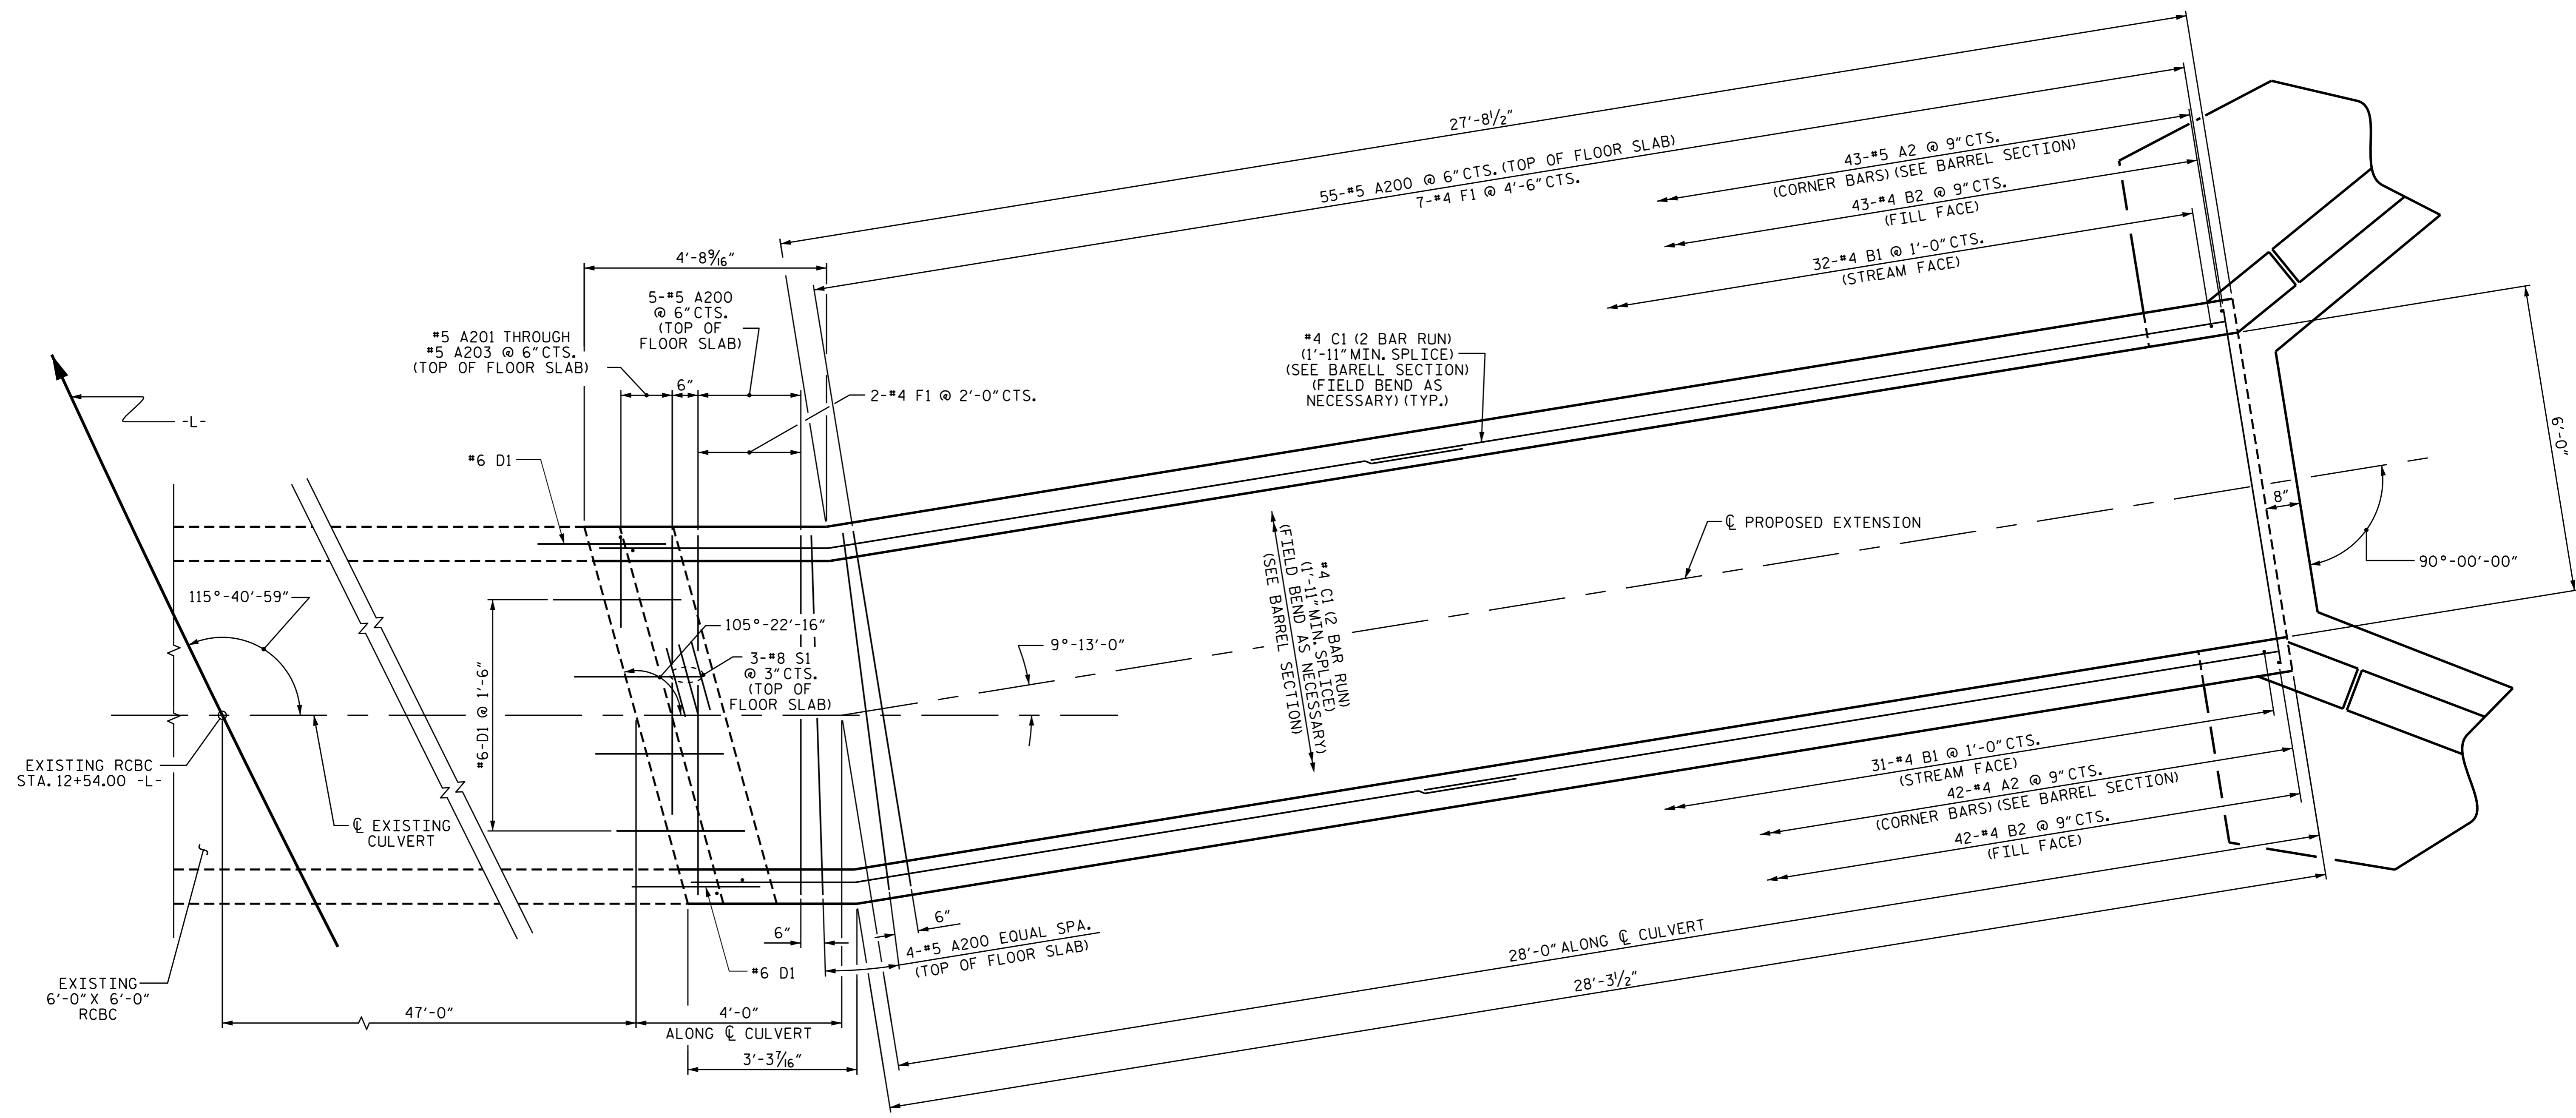 27'-8½"
55-#5 A200 @ 6" CTS. (TOP OF FLOOR SLAB)
7-#4 F1 @ 4'-6" CTS.
43-#5 A2 @ 9" CTS.
(CORNER BARS) (SEE BARREL SECTION)
43-#4 B2 @ 9" CTS.
(FILL FACE)
32-#4 B1 @ 1'-0" CTS.
(STREAM FACE)
4'-8 9/16"
5-#5 A200
@ 6" CTS.
(TOP OF
FLOOR SLAB)
#5 A201 THROUGH
#5 A203 @ 6" CTS.
(TOP OF FLOOR SLAB)
6"
2-#4 F1 @ 2'-0" CTS.
#4 C1 (2 BAR RUN)
(1'-11" MIN. SPLICE)
(SEE BARELL SECTION)
(FIELD BEND AS
NECESSARY) (TYP.)
-L-
#6 D1
6'-0"
8"
90°-00'-00"
℄ PROPOSED EXTENSION
#4 C1 (2 BAR RUN)
(1'-11" MIN. SPLICE)
(FIELD BEND AS NECESSARY)
(SEE BARREL SECTION)
115°-40'-59"
105°-22'-16"
9°-13'-0"
3-#8 S1
@ 3" CTS.
(TOP OF
FLOOR SLAB)
#6-D1 @ 1'-6"
EXISTING RCBC
STA. 12+54.00 -L-
℄ EXISTING
CULVERT
31-#4 B1 @ 1'-0" CTS.
(STREAM FACE)
42-#4 A2 @ 9" CTS.
(CORNER BARS) (SEE BARREL SECTION)
42-#4 B2 @ 9" CTS.
(FILL FACE)
6"
6"
4-#5 A200 EQUAL SPA.
(TOP OF FLOOR SLAB)
#6 D1
28'-0" ALONG ℄ CULVERT
28'-3½"
EXISTING
6'-0" X 6'-0"
RCBC
47'-0"
4'-0"
ALONG ℄ CULVERT
3'-3 7/16"